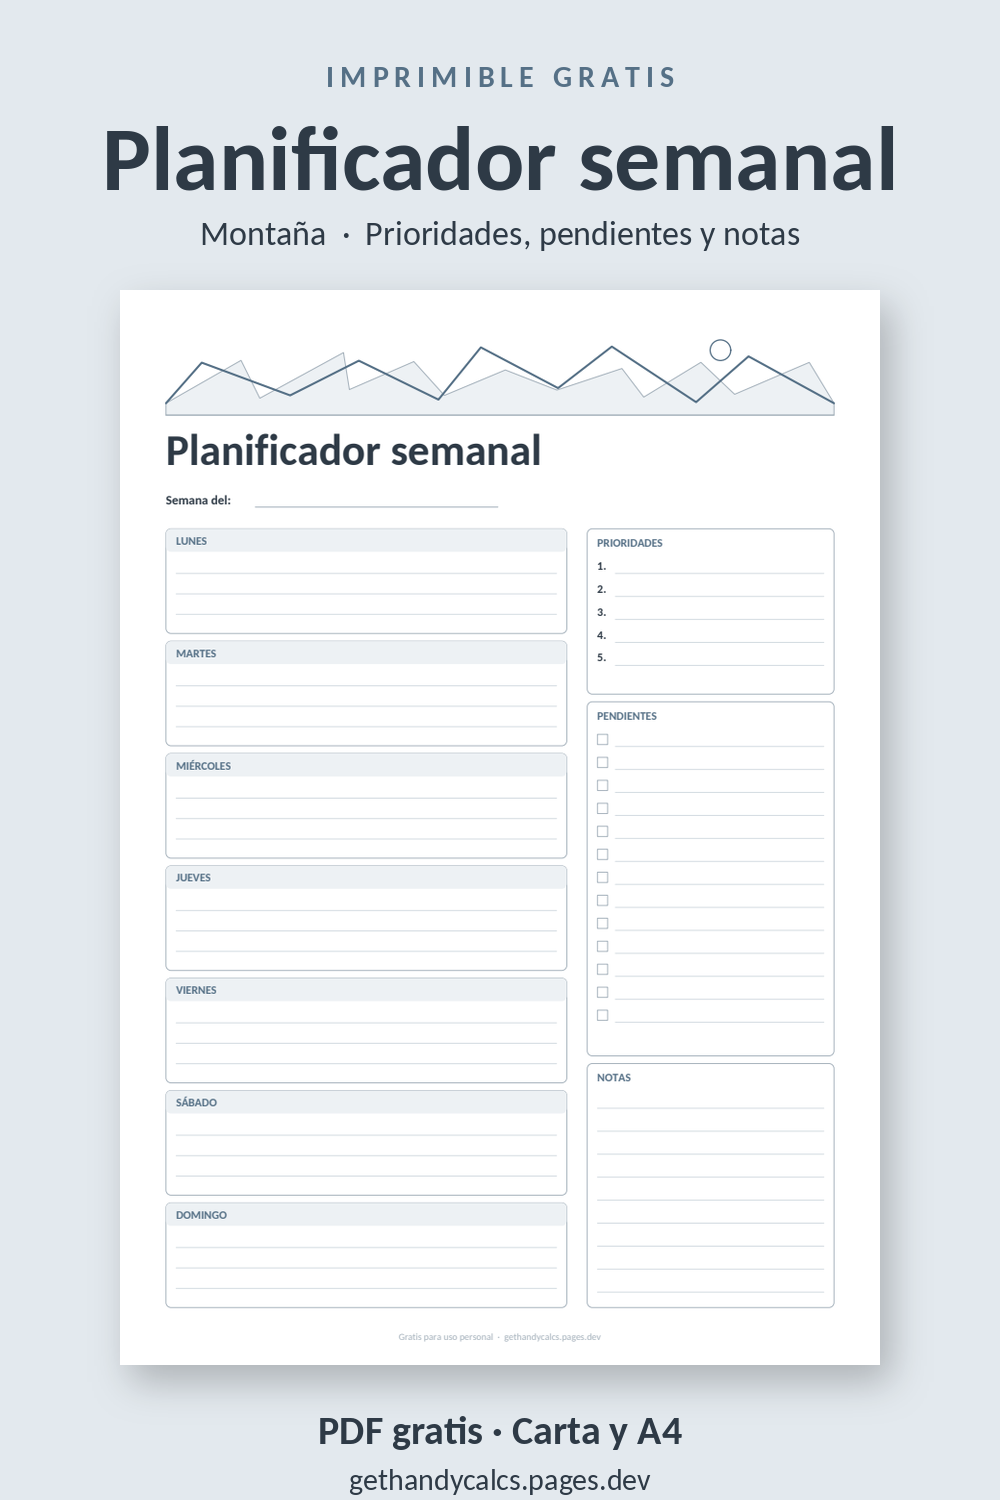 IMPRIMIBLE GRATIS
Planificador semanal
Montaña · Prioridades, pendientes y notas
Planificador semanal
Semana del:
LUNES
MARTES
MIÉRCOLES
JUEVES
VIERNES
SÁBADO
DOMINGO
PRIORIDADES
1.
2.
3.
4.
5.
PENDIENTES
NOTAS
Gratis para uso personal · gethandycalcs.pages.dev
PDF gratis · Carta y A4
gethandycalcs.pages.dev